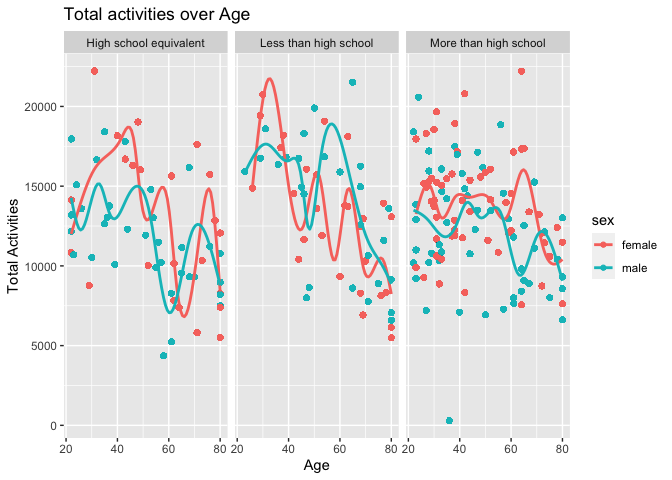 Total activities over Age
High school equivalent
Less than high school
More than high school
Total Activities
20000
15000
10000
5000
0
20 40 60 80
20 40 60 80
20 40 60 80
Age
sex
female
male